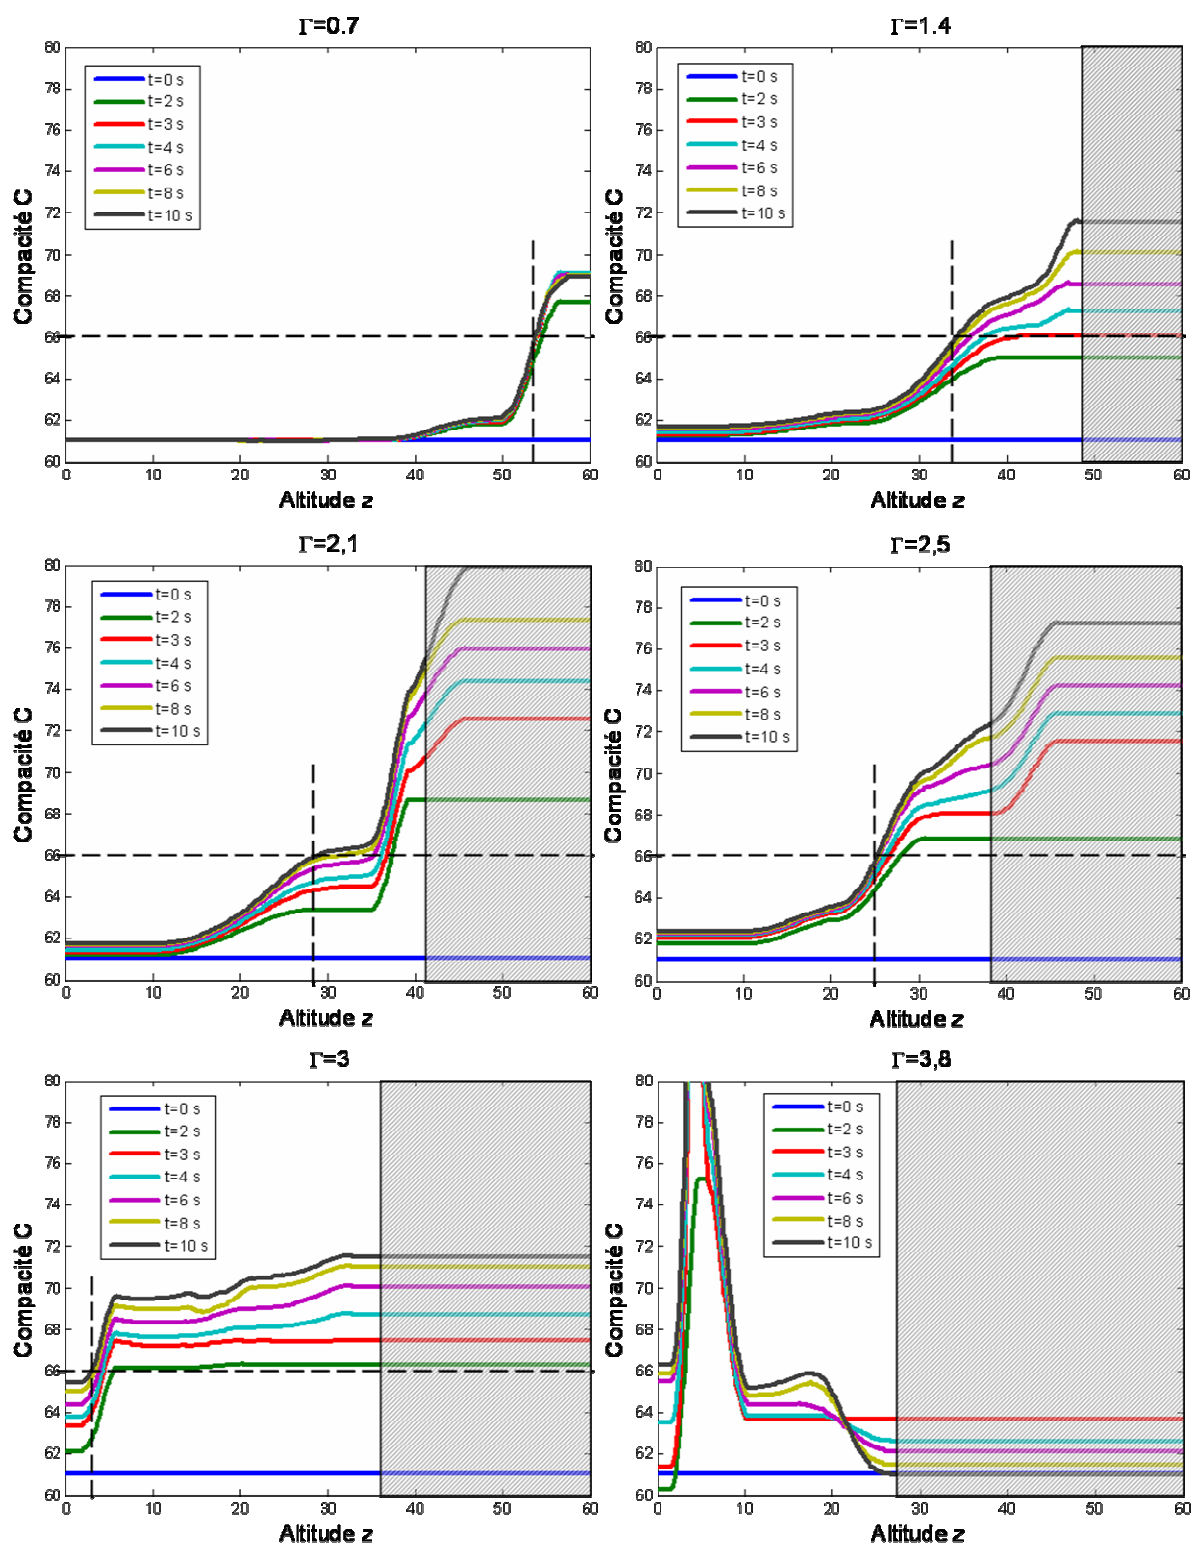 Γ=0.7
80
78
76
74
72
70
68
66
64
62
60
Compacité C
t=0 s
t=2 s
t=3 s
t=4 s
t=6 s
t=8 s
t=10 s
0 10 20 30 40 50 60
Altitude z
Γ=1.4
80
78
76
74
72
70
68
66
64
62
60
Compacité C
t=0 s
t=2 s
t=3 s
t=4 s
t=6 s
t=8 s
t=10 s
0 10 20 30 40 50 60
Altitude z
Γ=2,1
80
78
76
74
72
70
68
66
64
62
60
Compacité C
t=0 s
t=2 s
t=3 s
t=4 s
t=6 s
t=8 s
t=10 s
0 10 20 30 40 50 60
Altitude z
Γ=2,5
80
78
76
74
72
70
68
66
64
62
60
Compacité C
t=0 s
t=2 s
t=3 s
t=4 s
t=6 s
t=8 s
t=10 s
0 10 20 30 40 50 60
Altitude z
Γ=3
80
78
76
74
72
70
68
66
64
62
60
Compacité C
t=0 s
t=2 s
t=3 s
t=4 s
t=6 s
t=8 s
t=10 s
0 10 20 30 40 50 60
Altitude z
Γ=3,8
80
78
76
74
72
70
68
66
64
62
60
Compacité C
t=0 s
t=2 s
t=3 s
t=4 s
t=6 s
t=8 s
t=10 s
0 10 20 30 40 50 60
Altitude z